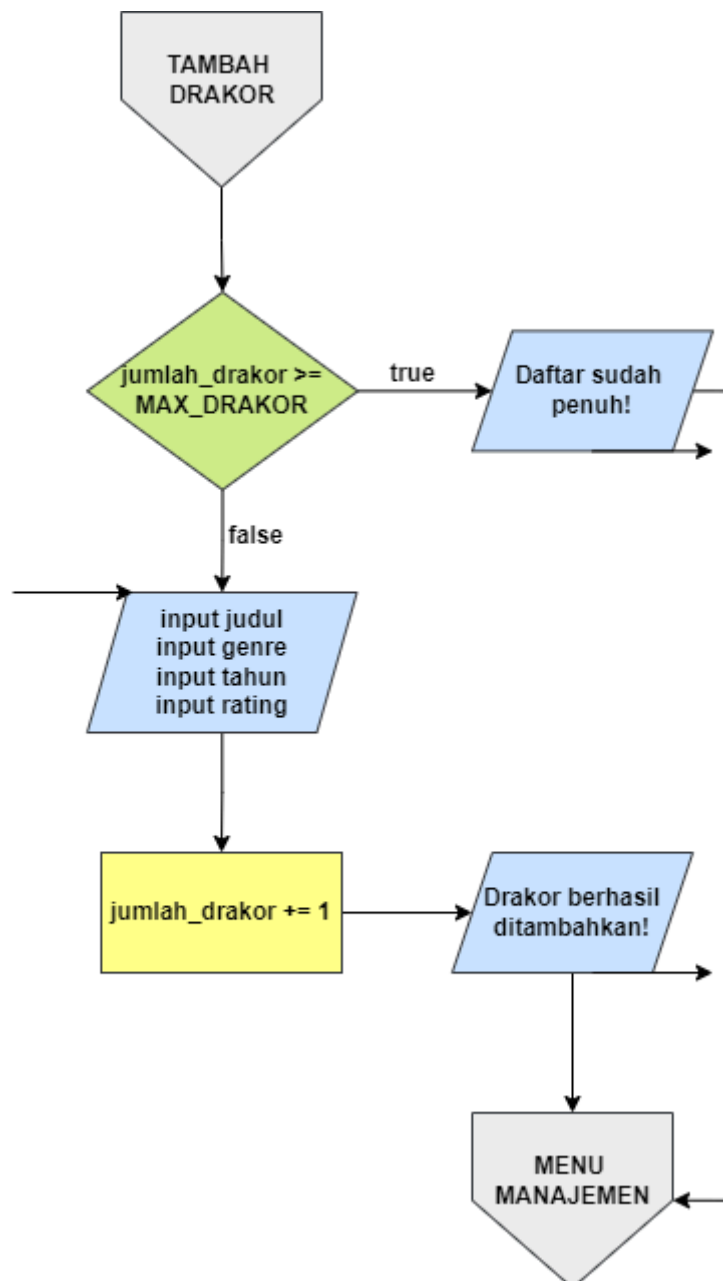 TAMBAH
DRAKOR
jumlah_drakor >=
MAX_DRAKOR
true
Daftar sudah
penuh!
false
input judul
input genre
input tahun
input rating
jumlah_drakor += 1
Drakor berhasil
ditambahkan!
MENU
MANAJEMEN